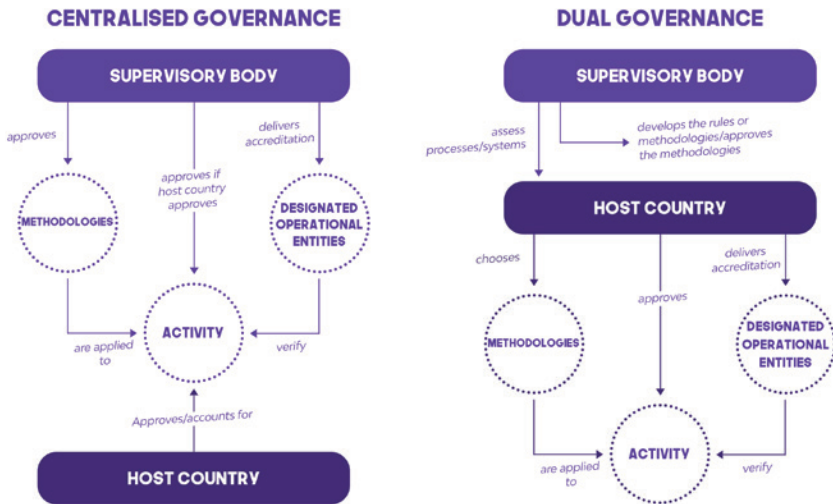 CENTRALISED GOVERNANCE
SUPERVISORY BODY
approves
delivers
accreditation
approves if
host country
approves
METHODOLOGIES
DESIGNATED
OPERATIONAL
ENTITIES
ACTIVITY
are applied
to
verify
Approves/accounts for
HOST COUNTRY
DUAL GOVERNANCE
SUPERVISORY BODY
assess
processes/systems
develops the rules or
methodologies/approves
the methodologies
HOST COUNTRY
chooses
approves
delivers
accreditation
METHODOLOGIES
DESIGNATED
OPERATIONAL
ENTITIES
ACTIVITY
are applied
to
verify